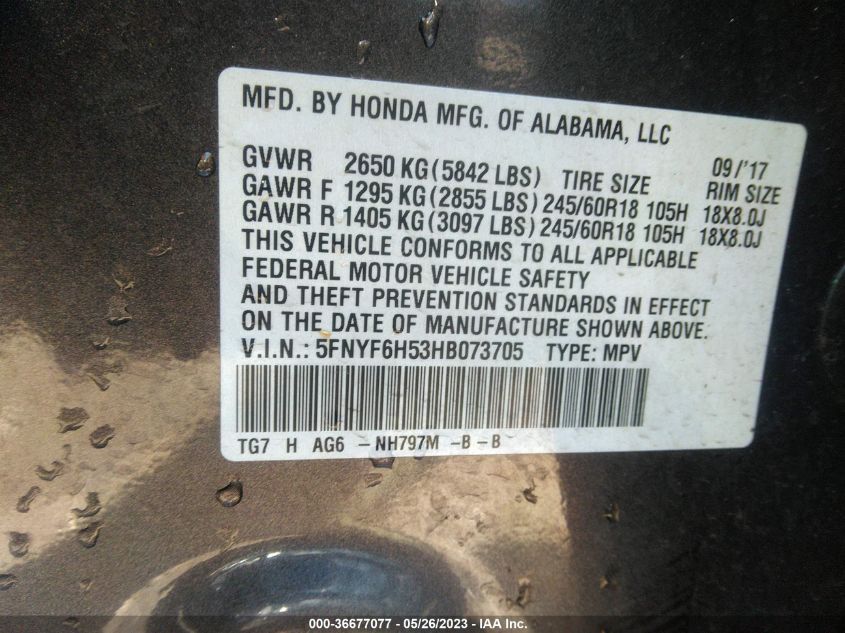 MFD. BY HONDA MFG. OF ALABAMA, LLC
GVWR 2650 KG (5842 LBS) TIRE SIZE 09/'17 RIM SIZE
GAWR F 1295 KG (2855 LBS) 245/60R18 105H 18X8.0J
GAWR R 1405 KG (3097 LBS) 245/60R18 105H 18X8.0J
THIS VEHICLE CONFORMS TO ALL APPLICABLE
FEDERAL MOTOR VEHICLE SAFETY
AND THEFT PREVENTION STANDARDS IN EFFECT
ON THE DATE OF MANUFACTURE SHOWN ABOVE.
V.I.N.: 5FNYF6H53HB073705 TYPE: MPV
TG7 H AG6 -NH797M -B-B
000-36677077 - 05/26/2023 - IAA Inc.